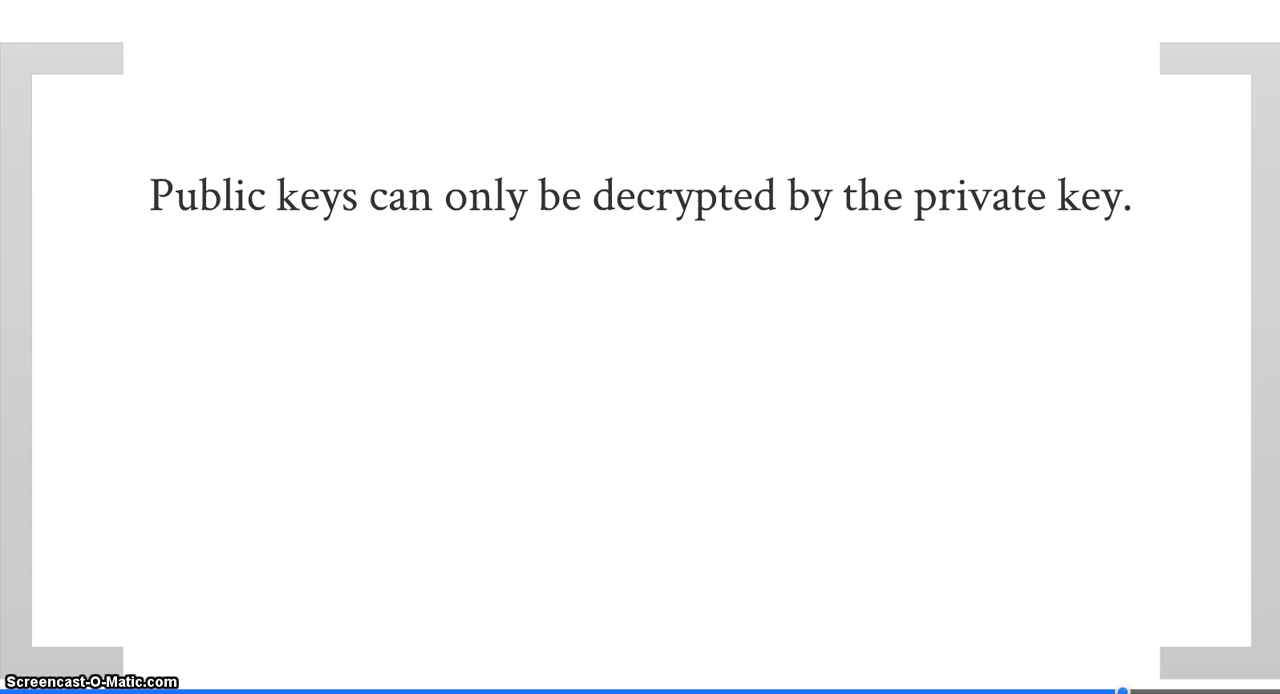 Public keys can only be decrypted by the private key.
Screencast-O-Matic.com